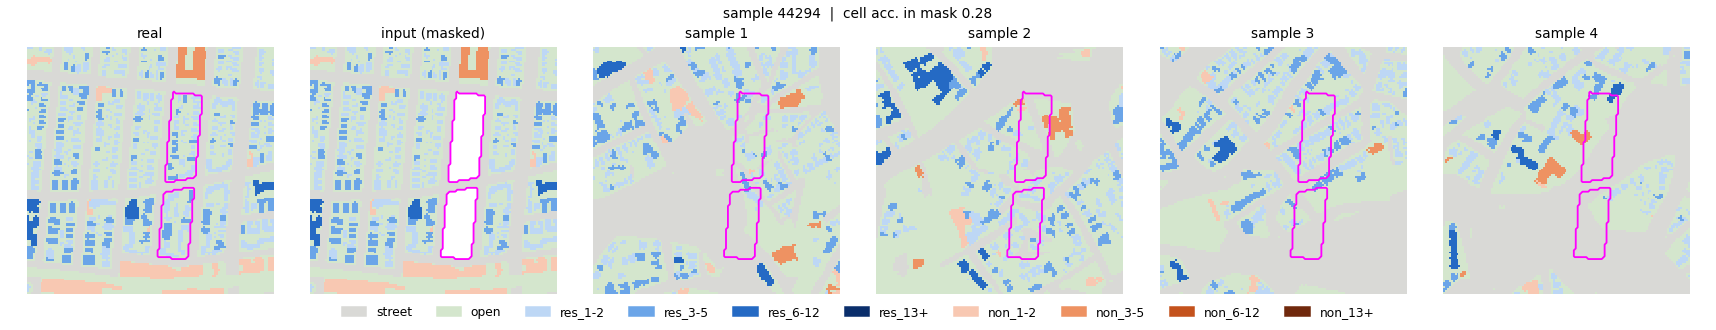 sample 44294  |  cell acc. in mask 0.28
real
input (masked)
sample 1
sample 2
sample 3
sample 4
street
open
res_1-2
res_3-5
res_6-12
res_13+
non_1-2
non_3-5
non_6-12
non_13+